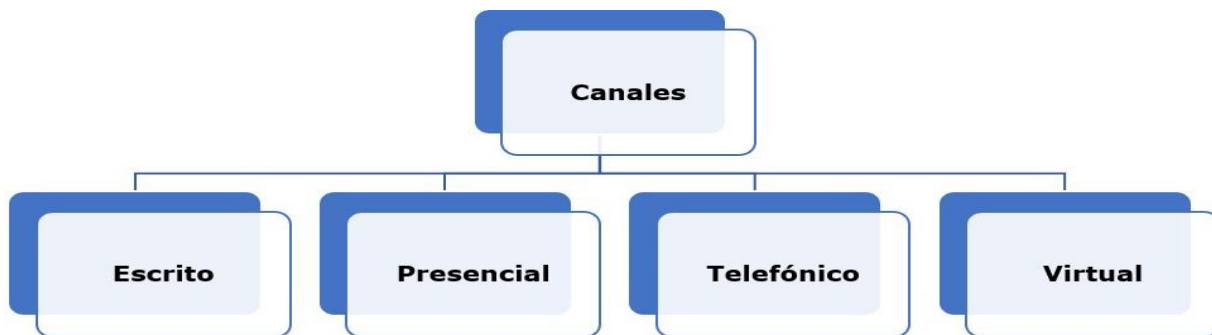 Canales
Escrito
Presencial
Telefónico
Virtual